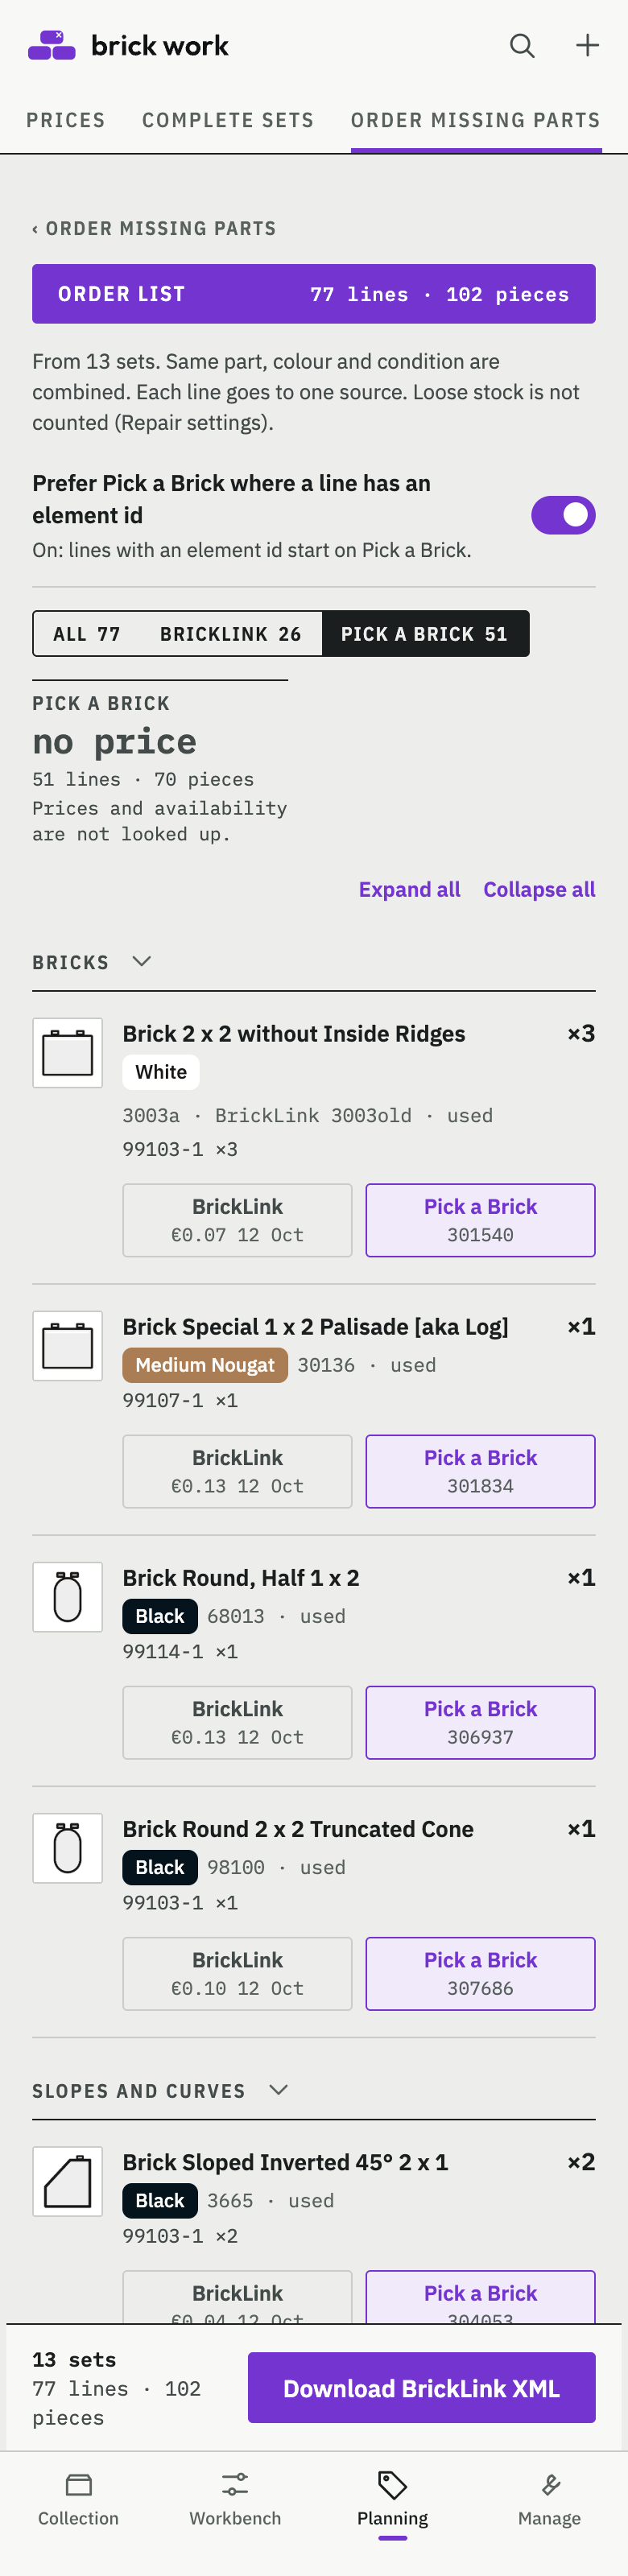 brick work
PRICES COMPLETE SETS ORDER MISSING PARTS
‹ ORDER MISSING PARTS
ORDER LIST 77 lines · 102 pieces
From 13 sets. Same part, colour and condition are
combined. Each line goes to one source. Loose stock is not
counted (Repair settings).
Prefer Pick a Brick where a line has an
element id
On: lines with an element id start on Pick a Brick.
ALL 77 BRICKLINK 26 PICK A BRICK 51
PICK A BRICK
no price
51 lines · 70 pieces
Prices and availability
are not looked up.
Expand all Collapse all
BRICKS
Brick 2 x 2 without Inside Ridges ×3
White
3003a · BrickLink 3003old · used
99103-1 ×3
BrickLink Pick a Brick
€0.07 12 Oct 301540
Brick Special 1 x 2 Palisade [aka Log] ×1
Medium Nougat 30136 · used
99107-1 ×1
BrickLink Pick a Brick
€0.13 12 Oct 301834
Brick Round, Half 1 x 2 ×1
Black 68013 · used
99114-1 ×1
BrickLink Pick a Brick
€0.13 12 Oct 306937
Brick Round 2 x 2 Truncated Cone ×1
Black 98100 · used
99103-1 ×1
BrickLink Pick a Brick
€0.10 12 Oct 307686
SLOPES AND CURVES
Brick Sloped Inverted 45° 2 x 1 ×2
Black 3665 · used
99103-1 ×2
BrickLink Pick a Brick
€0.04 12 Oct 304053
13 sets
77 lines · 102
pieces
Download BrickLink XML
Collection Workbench Planning Manage